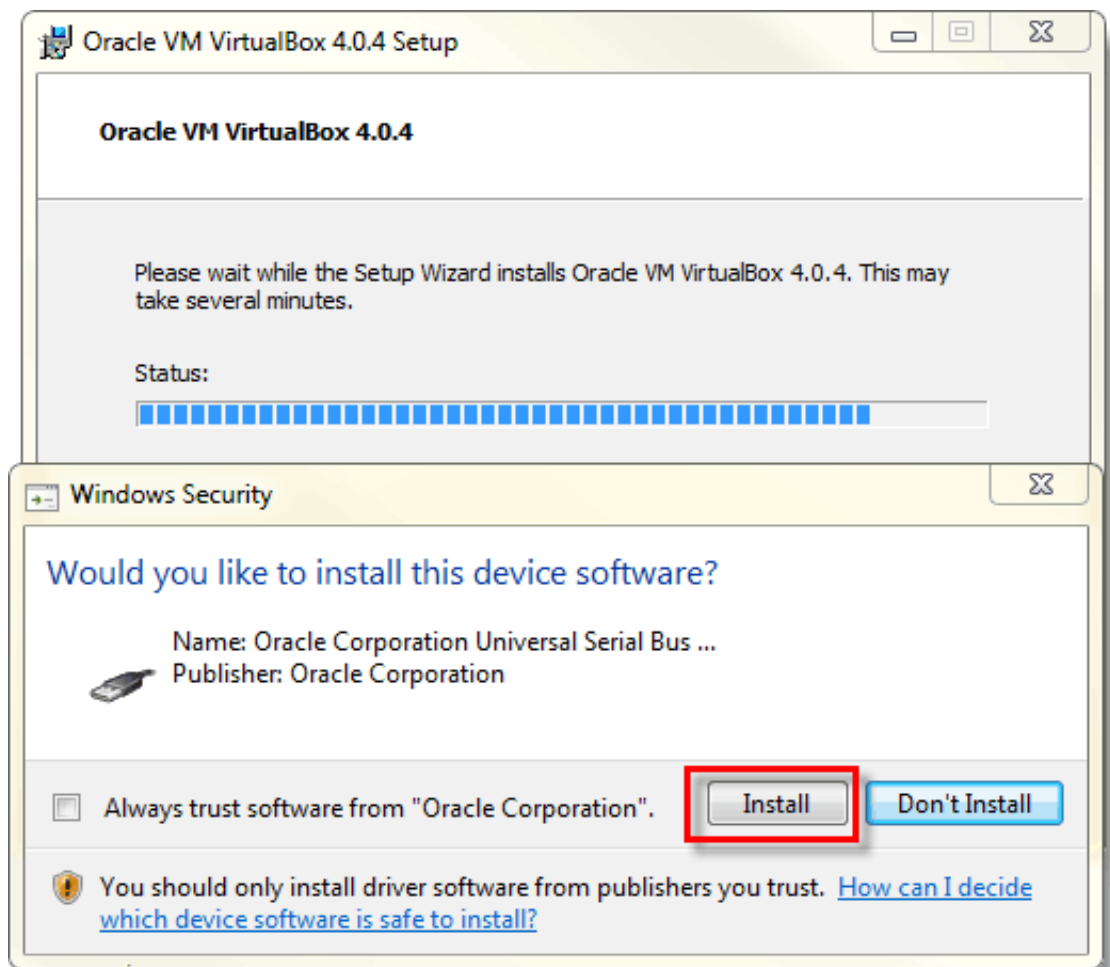 Oracle VM VirtualBox 4.0.4 Setup
Oracle VM VirtualBox 4.0.4
Please wait while the Setup Wizard installs Oracle VM VirtualBox 4.0.4. This may
take several minutes.
Status:
Windows Security
Would you like to install this device software?
Name: Oracle Corporation Universal Serial Bus ...
Publisher: Oracle Corporation
Always trust software from "Oracle Corporation".
Install
Don't Install
You should only install driver software from publishers you trust. How can I decide
which device software is safe to install?